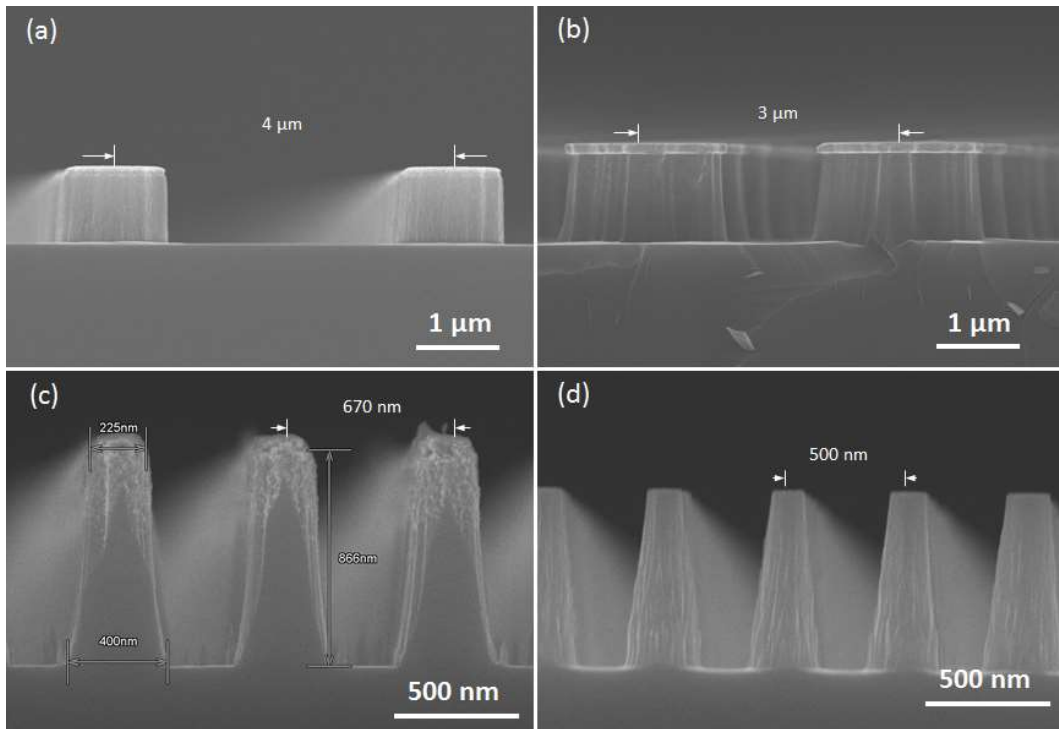 (a)
4 µm
1 µm
(b)
3 µm
1 µm
(c)
670 nm
225nm
866nm
400nm
500 nm
(d)
500 nm
500 nm